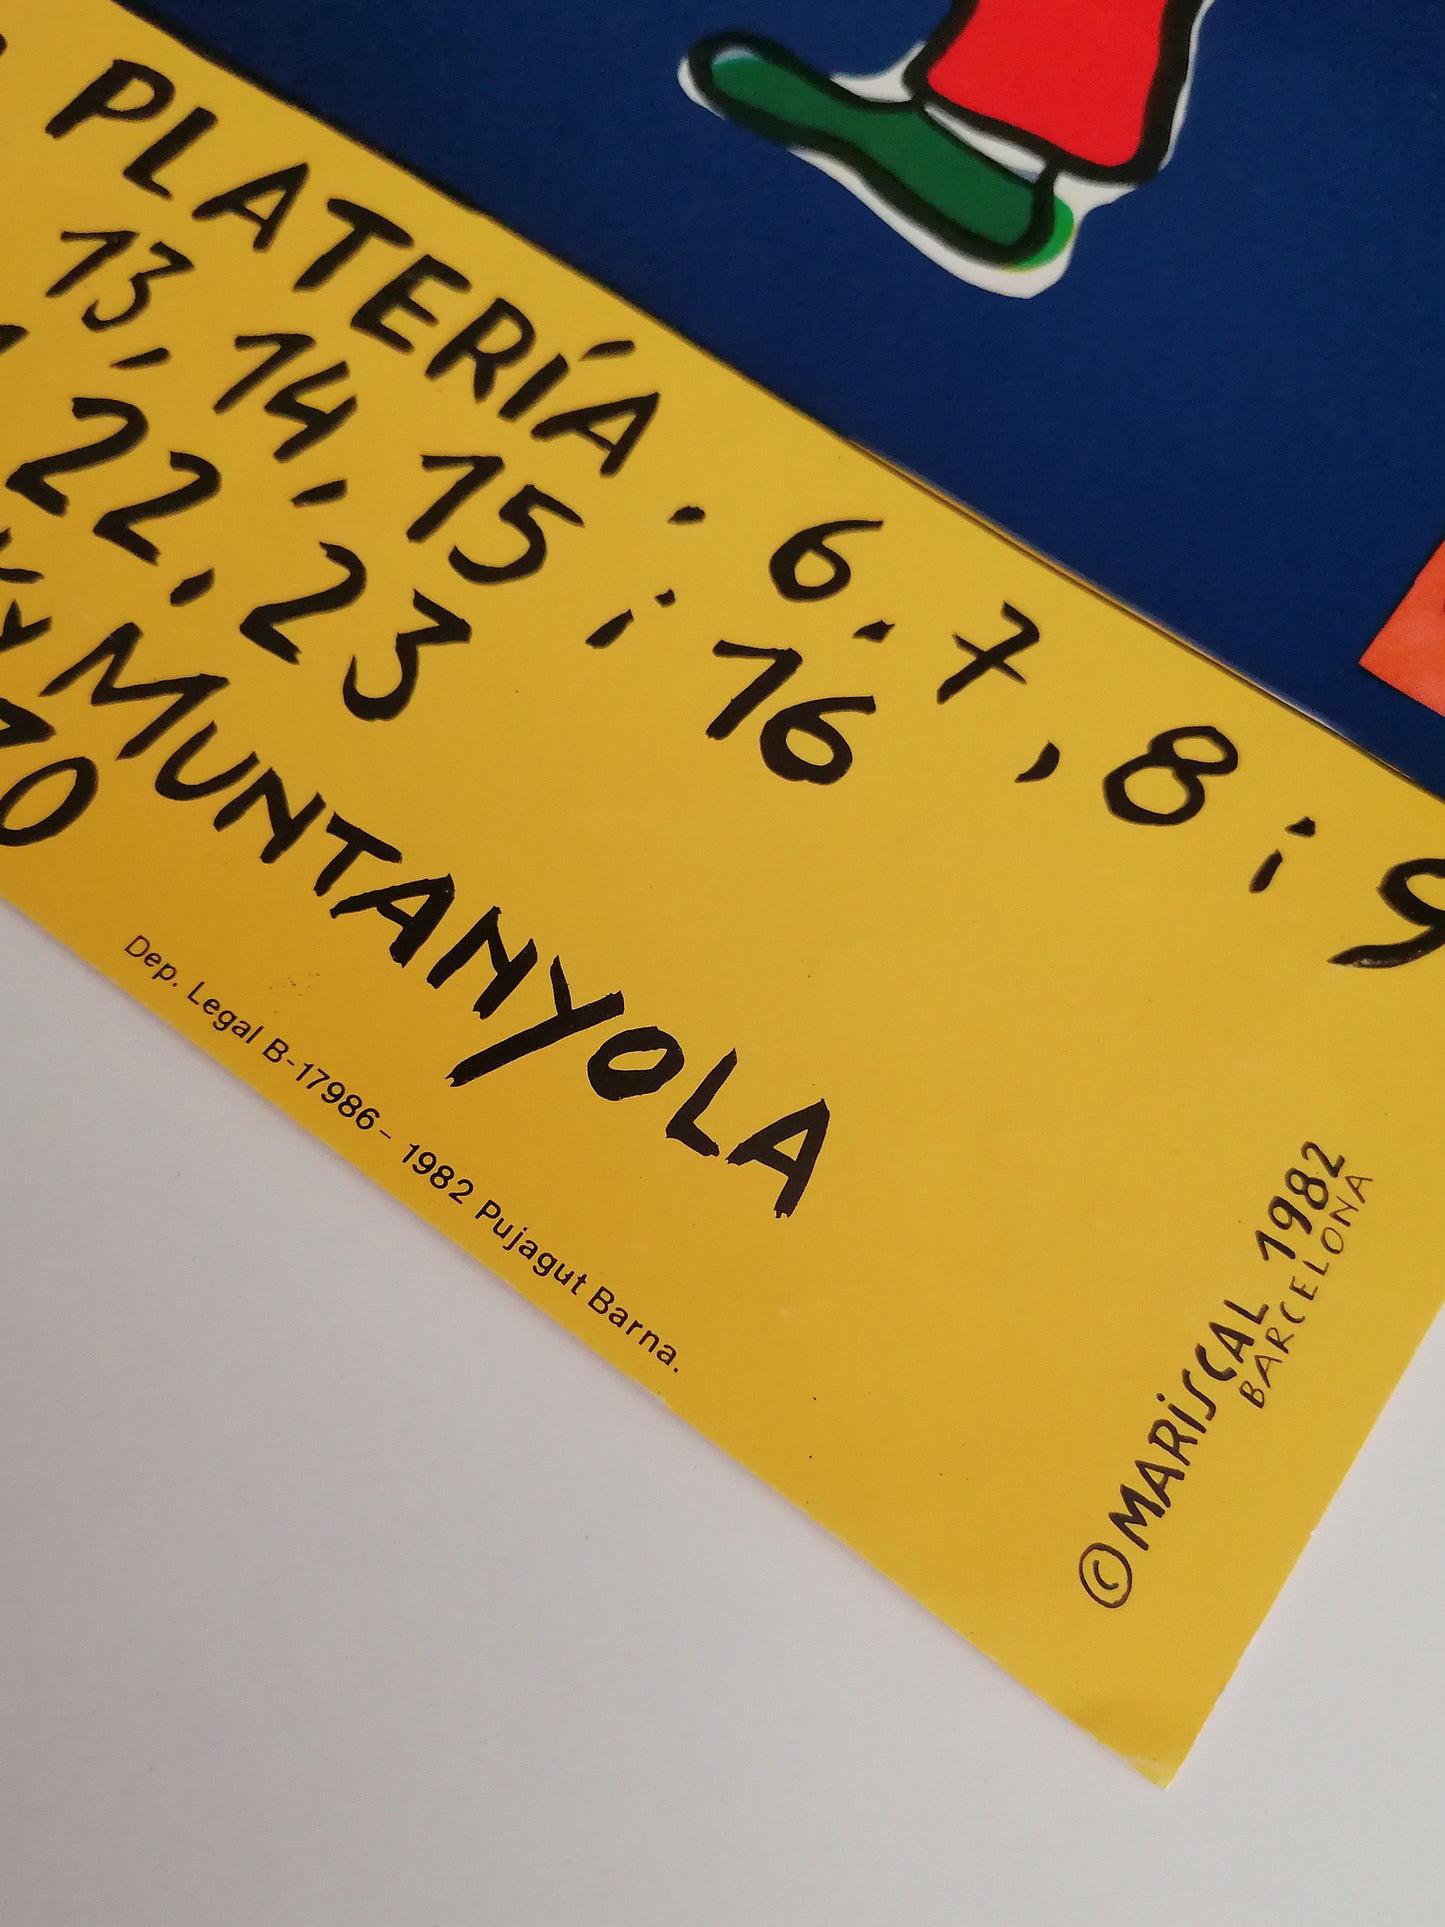 PLATERÍA; 6, 7, 8; 9
13, 14, 15; 16
22, 23
y MUNTANYOLA
70
Dep. Legal B-17986 - 1982 Pujagut Barna.
© MARiSCAL 1982
BARCELONA